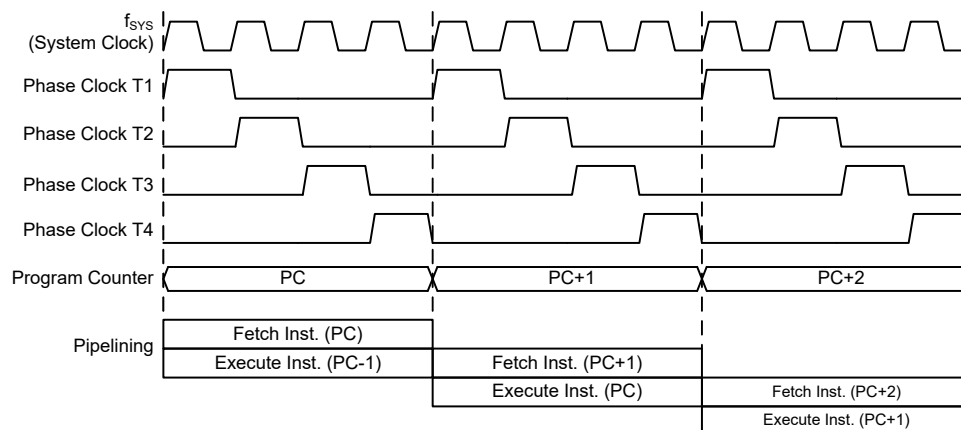 fSYS
(System Clock)
Phase Clock T1
Phase Clock T2
Phase Clock T3
Phase Clock T4
Program Counter PC PC+1 PC+2
Pipelining
Fetch Inst. (PC)
Execute Inst. (PC-1) Fetch Inst. (PC+1)
Execute Inst. (PC) Fetch Inst. (PC+2)
Execute Inst. (PC+1)